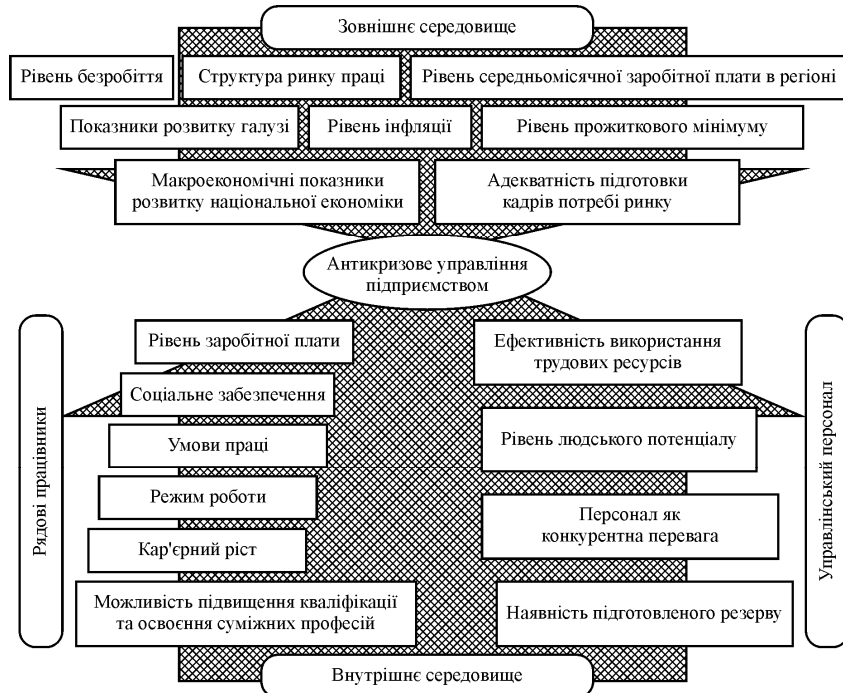 Зовнішнє середовище
Рівень безробіття
Структура ринку праці
Рівень середньомісячної заробітної плати в регіоні
Показники розвитку галузі
Рівень інфляції
Рівень прожиткового мінімуму
Макроекономічні показники
розвитку національної економіки
Адекватність підготовки
кадрів потребі ринку
Антикризове управління
підприємством
Рядові працівники
Рівень заробітної плати
Соціальне забезпечення
Умови праці
Режим роботи
Кар'єрний ріст
Можливість підвищення кваліфікації
та освоєння суміжних професій
Ефективність використання
трудових ресурсів
Рівень людського потенціалу
Персонал як
конкурентна перевага
Наявність підготовленого резерву
Управлінський персонал
Внутрішнє середовище